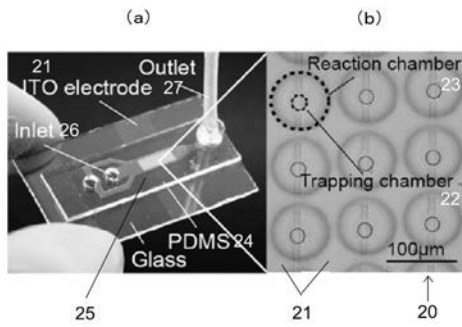 (a)
21
ITO electrode
Outlet
27
Inlet 26
PDMS 24
Glass
25
(b)
Reaction chamber
23
Trapping chamber
22
100μm
21
20